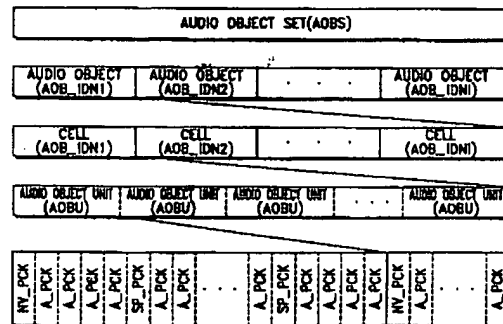 AUDIO OBJECT SET(AOBS)
AUDIO OBJECT (AOB_IDN1) AUDIO OBJECT (AOB_IDN2) . . . AUDIO OBJECT (AOB_IDNI)
CELL (AOB_IDN1) CELL (AOB_IDN2) . . . CELL (AOB_IDNI)
AUDIO OBJECT UNIT (AOBU) AUDIO OBJECT UNIT (AOBU) AUDIO OBJECT UNIT (AOBU) . . . AUDIO OBJECT UNIT (AOBU)
NV_PCK A_PCK A_PCK A_PCK A_PCK SP_PCK A_PCK A_PCK . . . A_PCK SP_PCK A_PCK A_PCK A_PCK A_PCK NV_PCK A_PCK . . . A_PCK